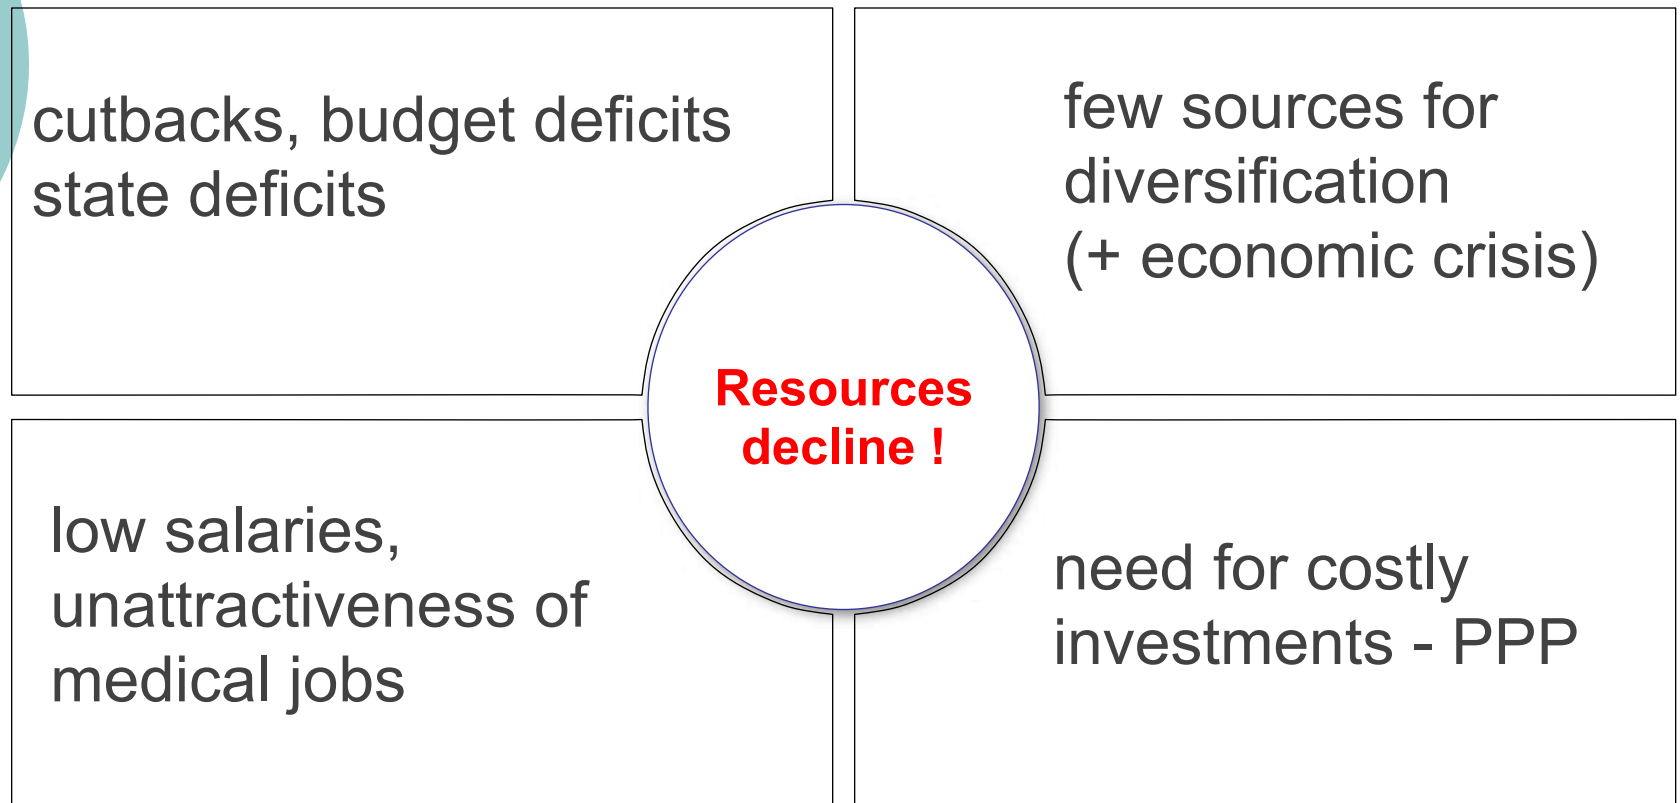 cutbacks, budget deficits
state deficits
few sources for
diversification
(+ economic crisis)
Resources
decline !
low salaries,
unattractiveness of
medical jobs
need for costly
investments - PPP